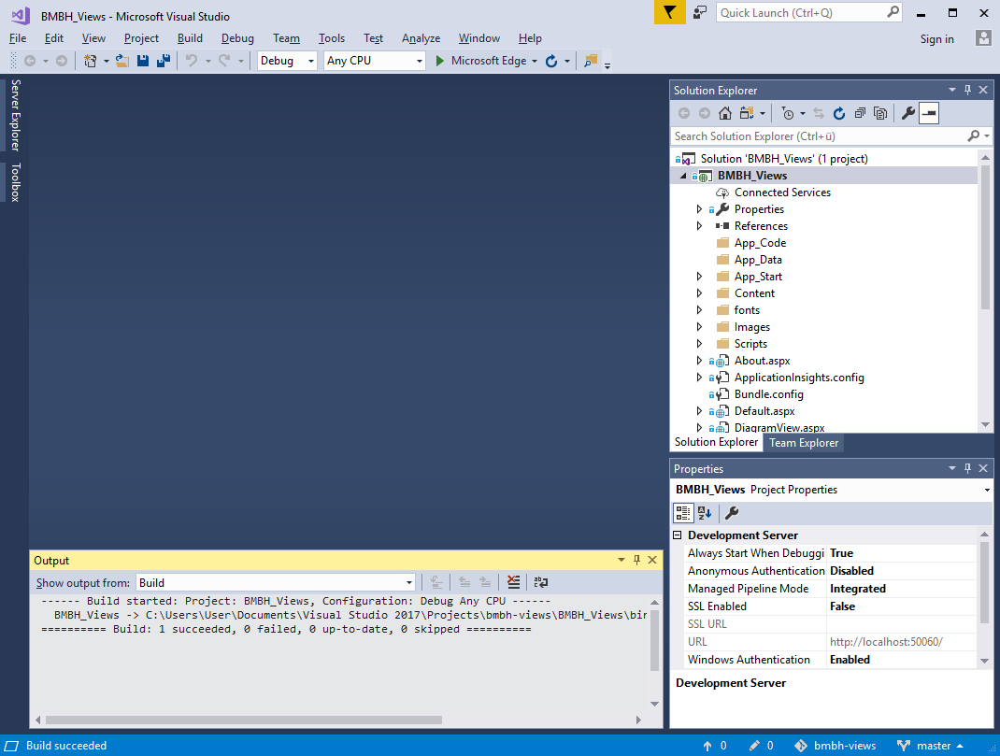 BMBH_Views - Microsoft Visual Studio
Quick Launch (Ctrl+Q)
File Edit View Project Build Debug Team Tools Test Analyze Window Help
Sign in
Debug Any CPU Microsoft Edge
Server Explorer
Toolbox
Solution Explorer
Search Solution Explorer (Ctrl+ü)
Solution 'BMBH_Views' (1 project)
BMBH_Views
Connected Services
Properties
References
App_Code
App_Data
App_Start
Content
fonts
Images
Scripts
About.aspx
ApplicationInsights.config
Bundle.config
Default.aspx
DiagramView.aspx
Solution Explorer Team Explorer
Properties
BMBH_Views Project Properties
Development Server
Always Start When Debuggi True
Anonymous Authentication Disabled
Managed Pipeline Mode Integrated
SSL Enabled False
SSL URL
URL http://localhost:50060/
Windows Authentication Enabled
Development Server
Output
Show output from: Build
------ Build started: Project: BMBH_Views, Configuration: Debug Any CPU ------
BMBH_Views -> C:\Users\User\Documents\Visual Studio 2017\Projects\bmbh-views\BMBH_Views\bin
========== Build: 1 succeeded, 0 failed, 0 up-to-date, 0 skipped ==========
Build succeeded
0 0 bmbh-views master